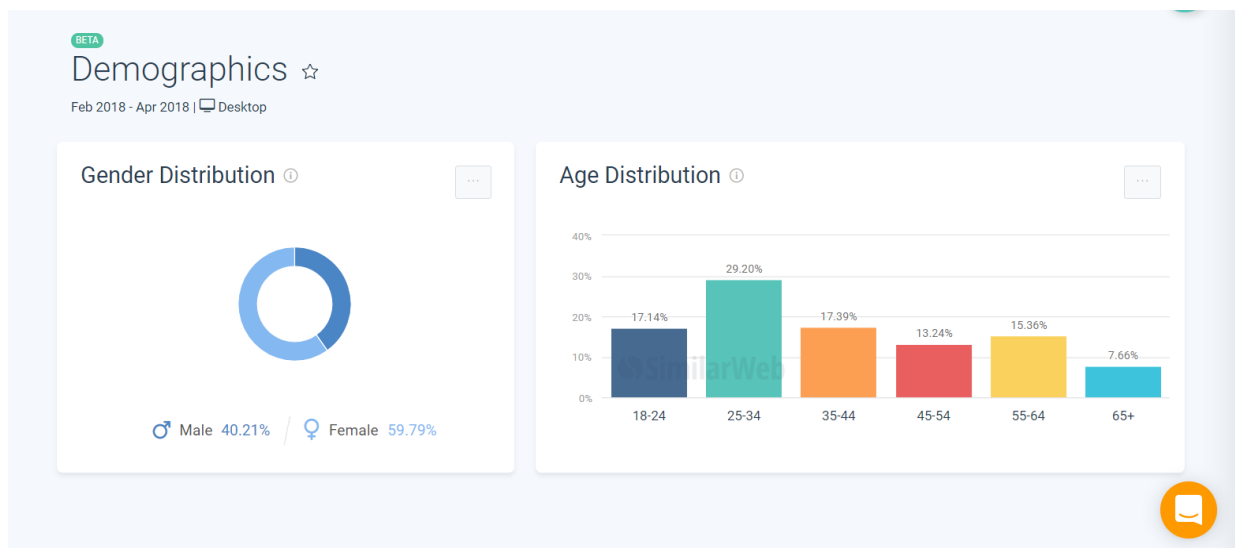 BETA
Demographics
Feb 2018 - Apr 2018 | Desktop
Gender Distribution
Male 40.21% Female 59.79%
Age Distribution
40%
30%
20%
10%
0%
17.14%
29.20%
17.39%
13.24%
15.36%
7.66%
SimilarWeb
18-24 25-34 35-44 45-54 55-64 65+